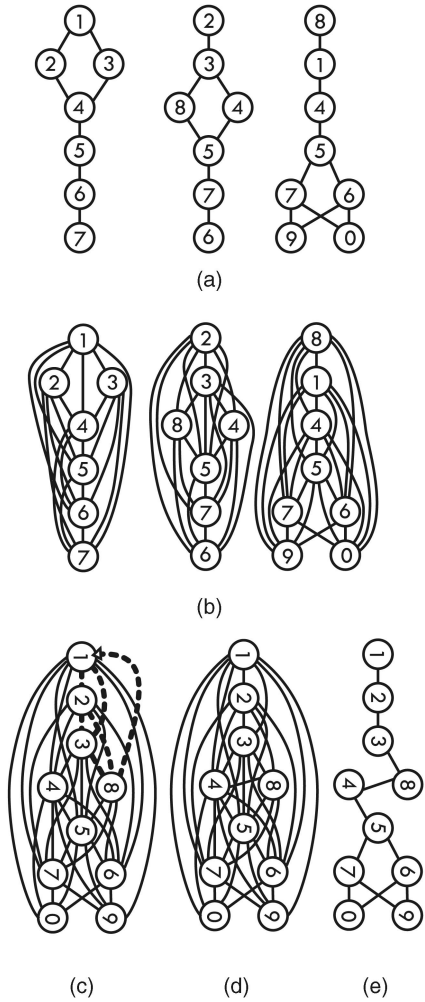 1 2 8
2 3 3 1
4 8 4 4
5 5 5
6 7 7 6
7 6 9 0
(a)
1 2 8
2 3 3 1
4 8 4 4
5 5 5
6 7 7 6
7 6 9 0
(b)
1 1 1
2 2 2
3 3 3
4 8 4 8 4 8
5 5 5
7 6 7 6 7 6
0 9 0 9 0 9
(c) (d) (e)